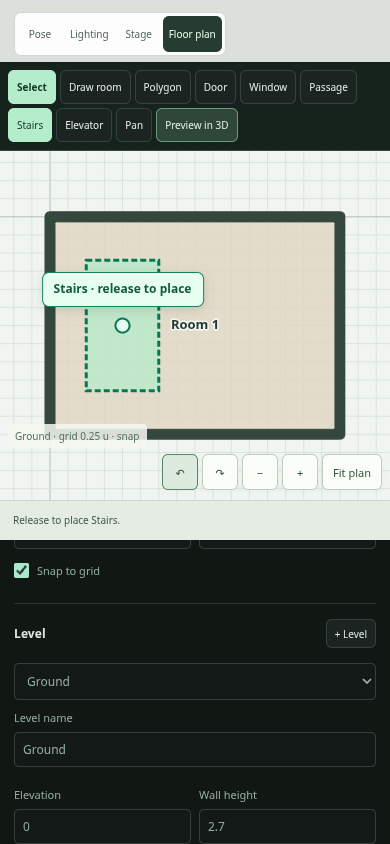 Pose Lighting Stage Floor plan
Select Draw room Polygon Door Window Passage
Stairs Elevator Pan Preview in 3D
Stairs · release to place
Room 1
Ground · grid 0.25 u · snap
↶ ↷ − + Fit plan
Release to place Stairs.
Snap to grid
Level + Level
Ground
Level name
Ground
Elevation Wall height
0 2.7